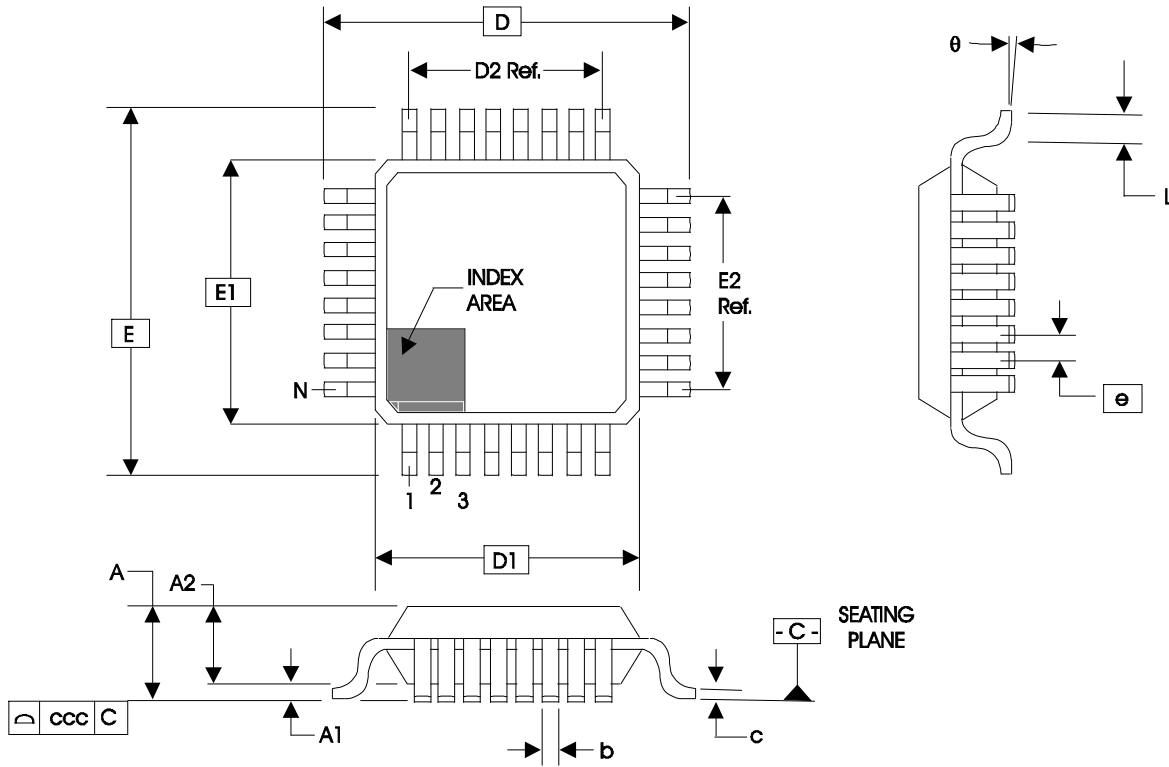 D
D2 Ref.
θ
L
INDEX
AREA
E2
Ref.
E1
E
N
e
1
2
3
D1
A
A2
SEATING
PLANE
- C -
ccc C
A1
b
c